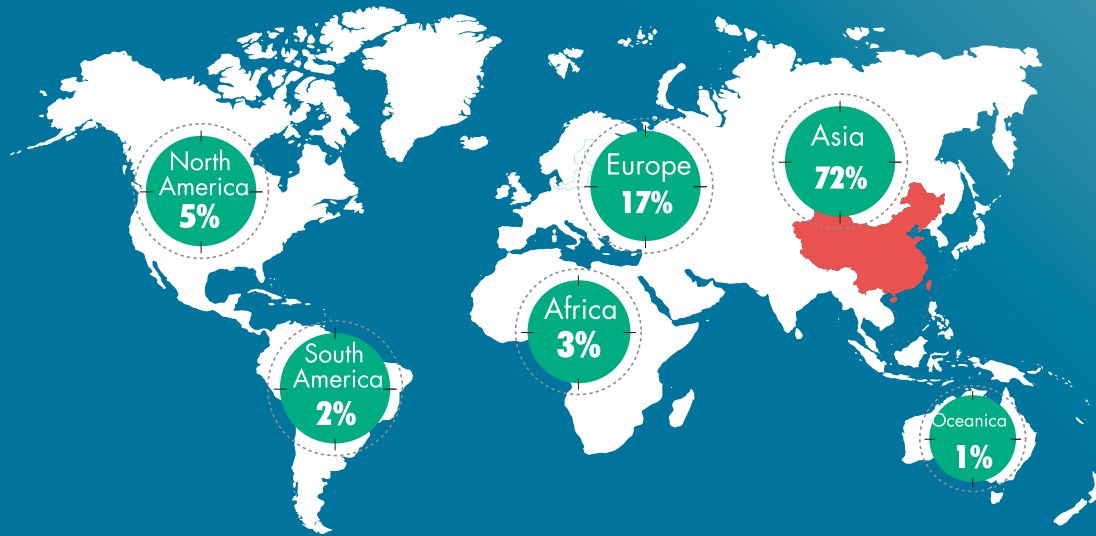 North
America
5%
Europe
17%
Asia
72%
Africa
3%
South
America
2%
Oceanica
1%